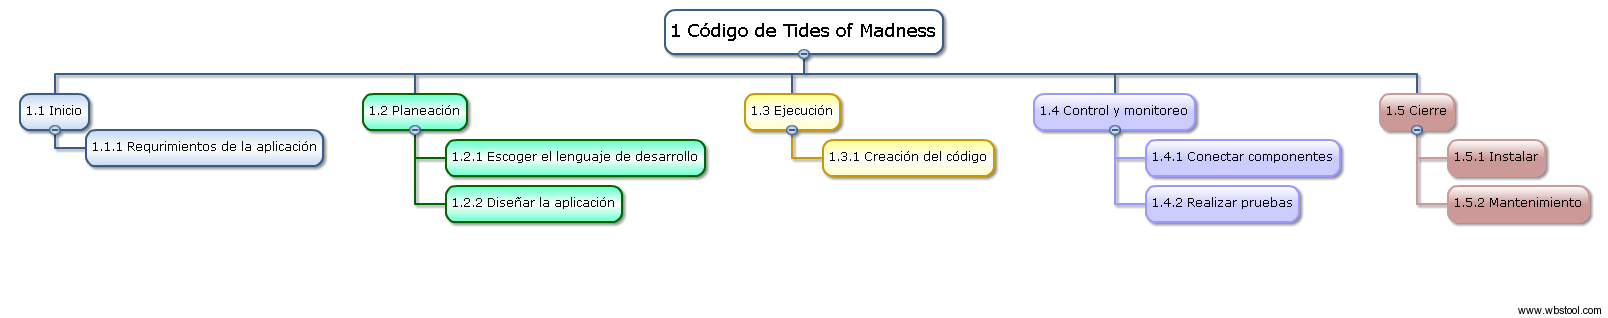 1 Código de Tides of Madness
1.1 Inicio
1.1.1 Requrimientos de la aplicación
1.2 Planeación
1.2.1 Escoger el lenguaje de desarrollo
1.2.2 Diseñar la aplicación
1.3 Ejecución
1.3.1 Creación del código
1.4 Control y monitoreo
1.4.1 Conectar componentes
1.4.2 Realizar pruebas
1.5 Cierre
1.5.1 Instalar
1.5.2 Mantenimiento
www.wbstool.com